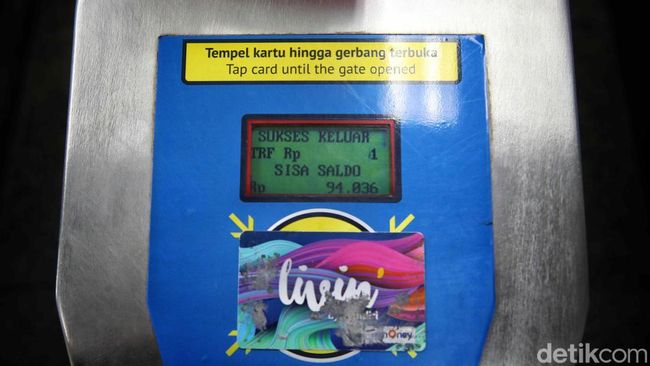 Tempel kartu hingga gerbang terbuka
Tap card until the gate opened
SUKSES KELUAR
TRF Rp 1
SISA SALDO
Rp 94.036
livin'
detikcom